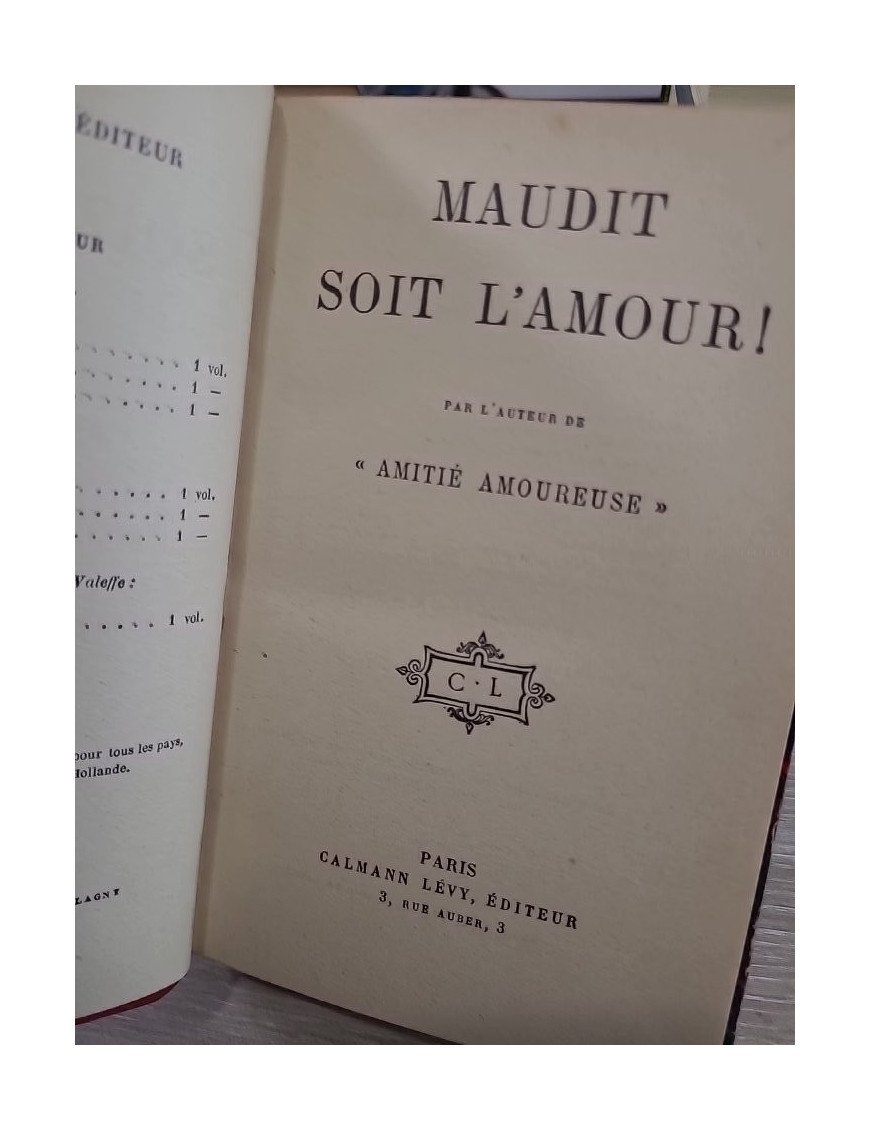 ÉDITEUR
UR
1 vol.
1 —
1 —
1 vol.
1 —
1 —
Valeffe :
1 vol.
pour tous les pays,
Hollande.
LAGNY
MAUDIT
SOIT L'AMOUR!
PAR L'AUTEUR DE
« AMITIÉ AMOUREUSE »
C · L
PARIS
CALMANN LÉVY, ÉDITEUR
3, RUE AUBER, 3